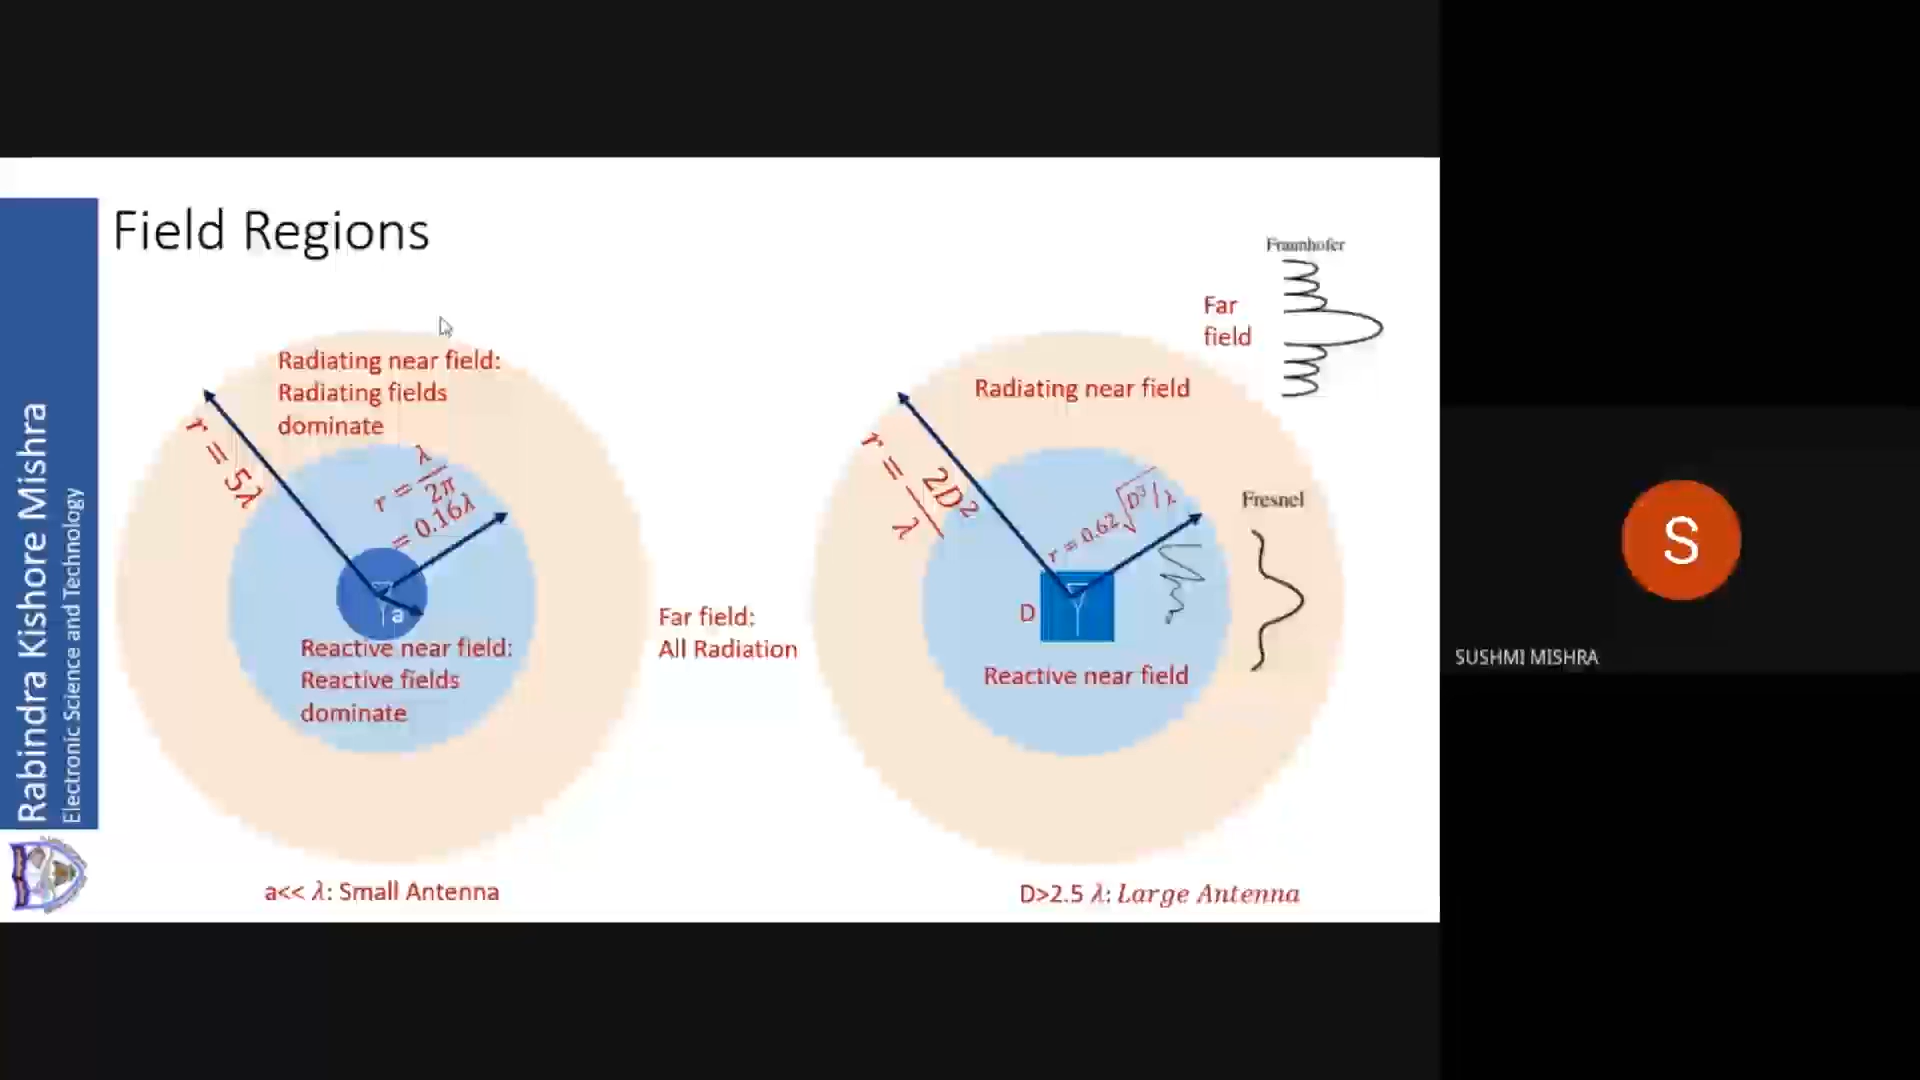 Field Regions
Rabindra Kishore Mishra
Electronic Science and Technology
Radiating near field:
Radiating fields
dominate
r = 5λ
r = λ/2π
= 0.16λ
a
Reactive near field:
Reactive fields
dominate
a<< λ: Small Antenna
Far field:
All Radiation
Radiating near field
r = 2D²/λ
r = 0.62√D³/λ
D
Reactive near field
D>2.5 λ: Large Antenna
Far
field
Fraunhofer
Fresnel
S
SUSHMI MISHRA